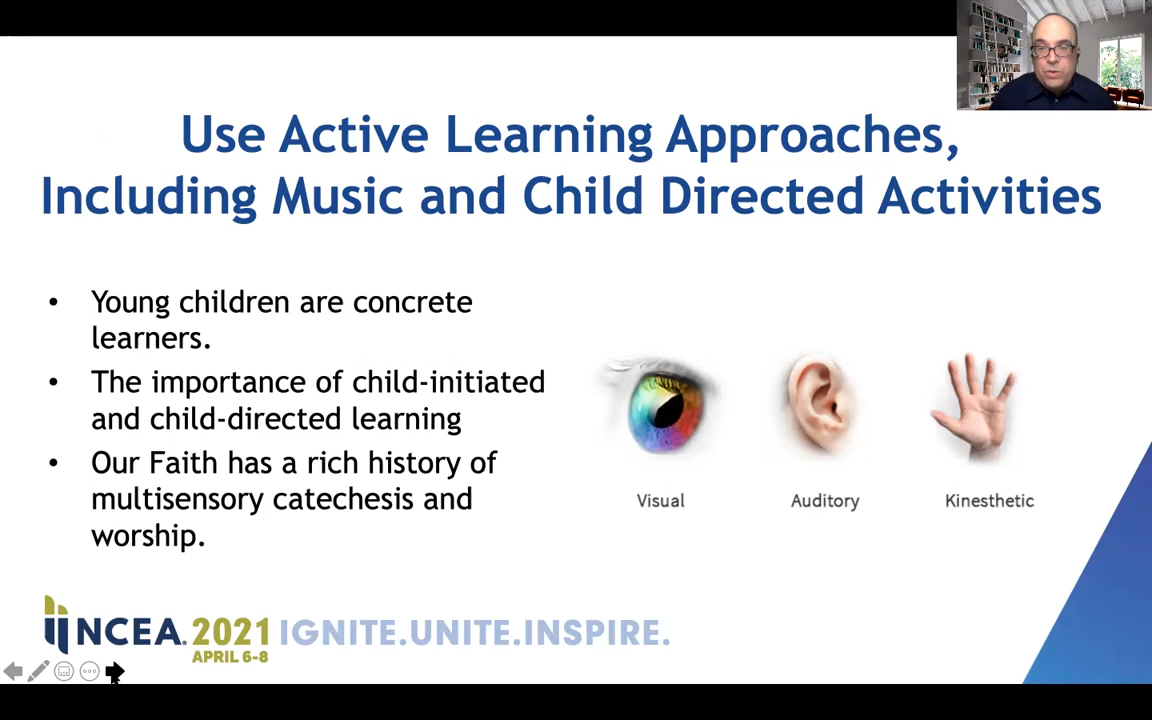 Use Active Learning Approaches,
Including Music and Child Directed Activities
• Young children are concrete
learners.
• The importance of child-initiated
and child-directed learning
• Our Faith has a rich history of
multisensory catechesis and
worship.
Visual
Auditory
Kinesthetic
NCEA. 2021 IGNITE.UNITE.INSPIRE.
APRIL 6-8